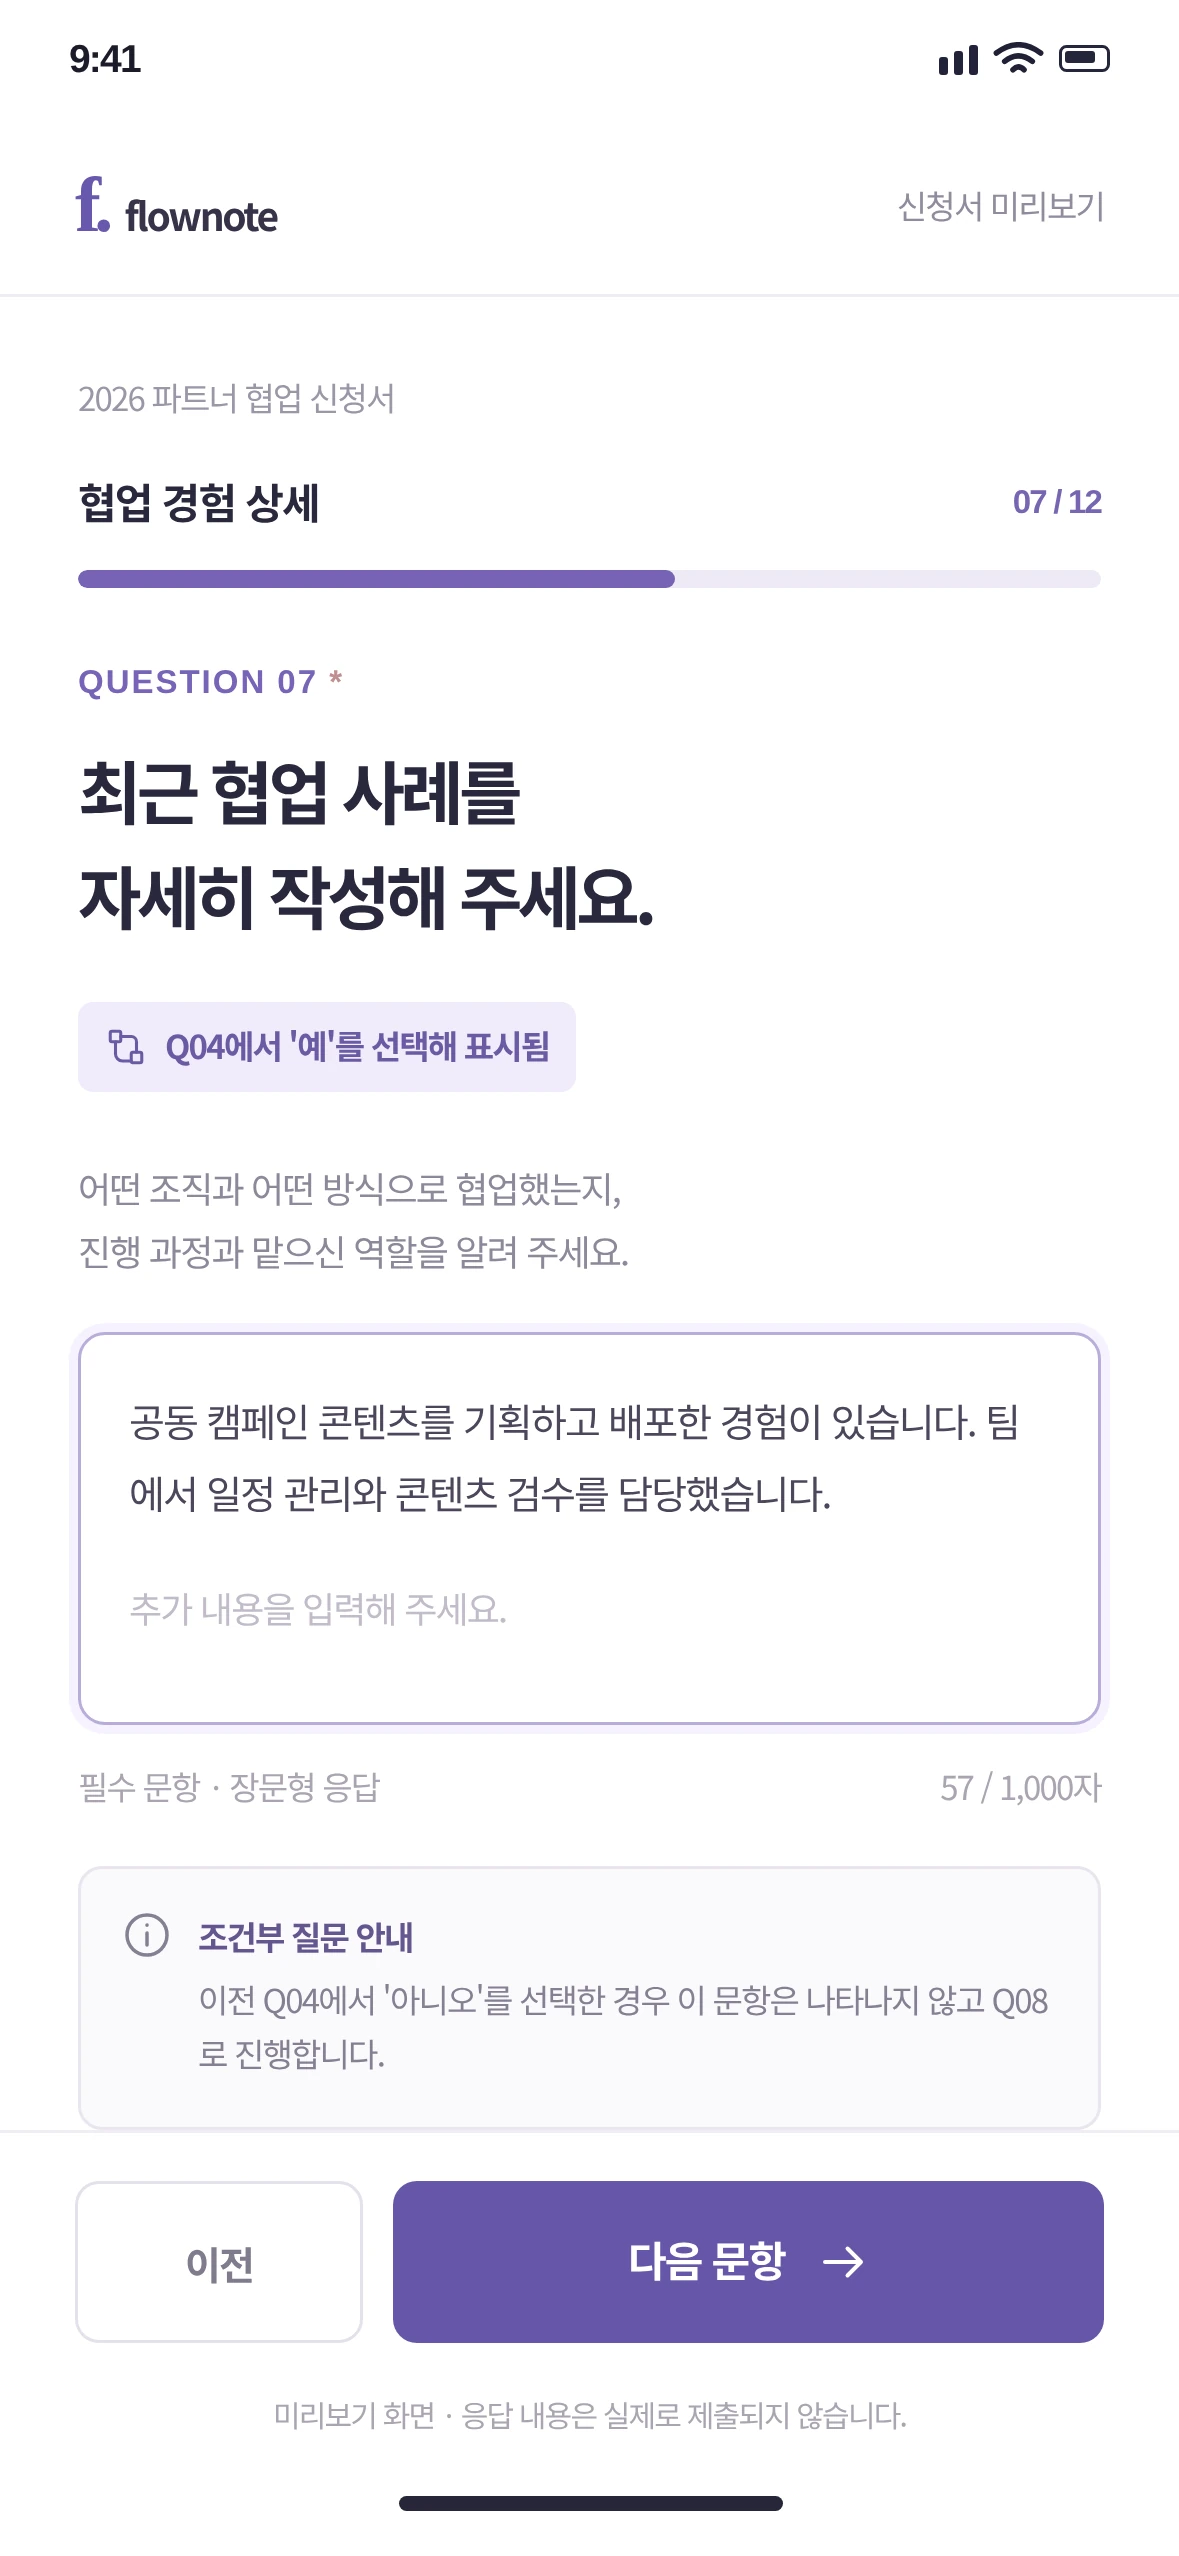 9:41
f. flownote
신청서 미리보기
2026 파트너 협업 신청서
협업 경험 상세
07 / 12
QUESTION 07 *
최근 협업 사례를
자세히 작성해 주세요.
Q04에서 '예'를 선택해 표시됨
어떤 조직과 어떤 방식으로 협업했는지,
진행 과정과 맡으신 역할을 알려 주세요.
공동 캠페인 콘텐츠를 기획하고 배포한 경험이 있습니다. 팀
에서 일정 관리와 콘텐츠 검수를 담당했습니다.
추가 내용을 입력해 주세요.
필수 문항 · 장문형 응답
57 / 1,000자
조건부 질문 안내
이전 Q04에서 '아니오'를 선택한 경우 이 문항은 나타나지 않고 Q08
로 진행합니다.
이전
다음 문항 →
미리보기 화면 · 응답 내용은 실제로 제출되지 않습니다.